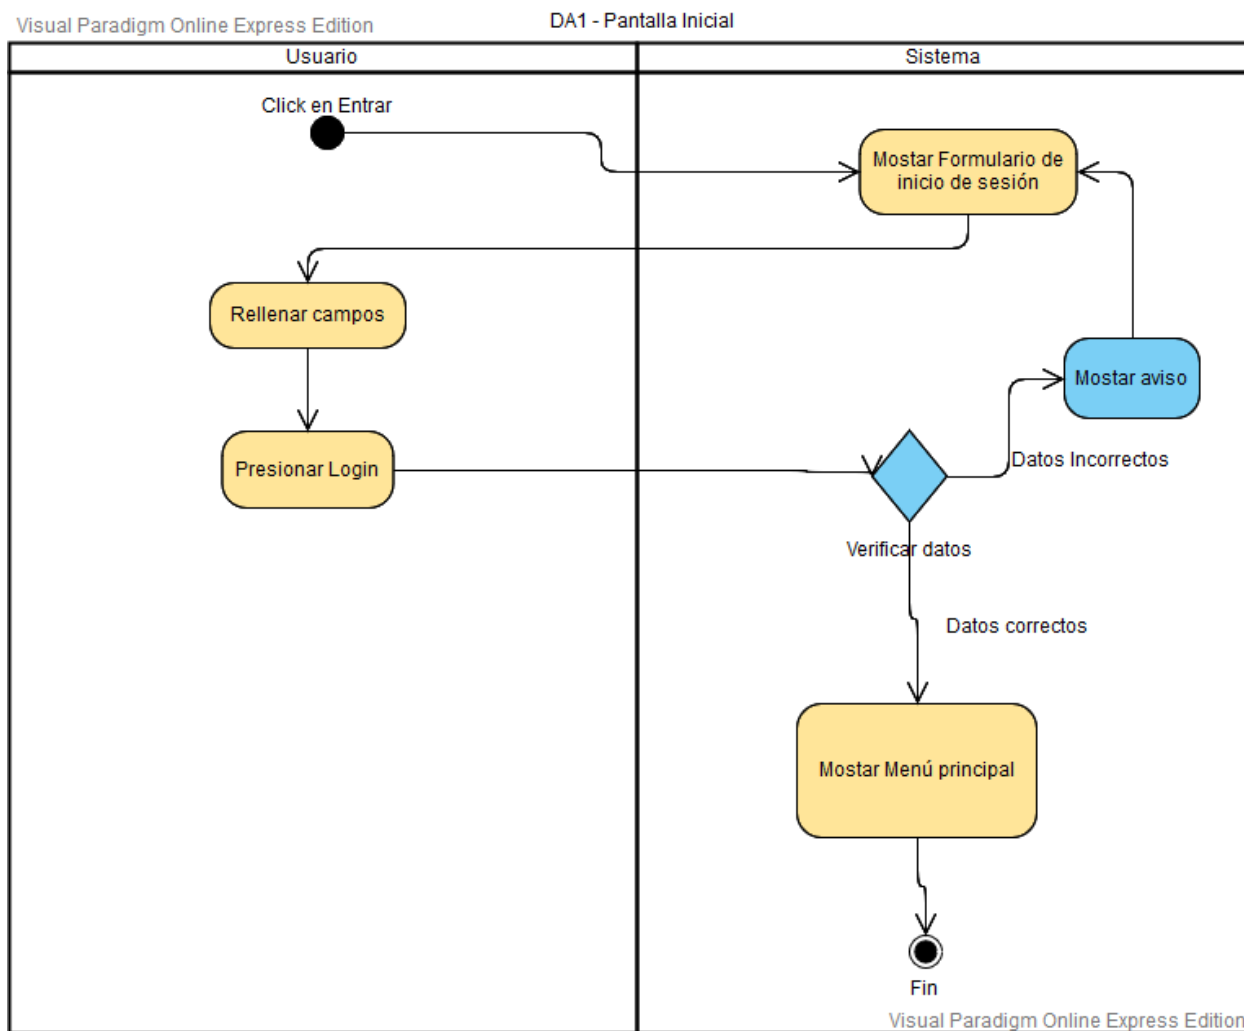 Visual Paradigm Online Express Edition
DA1 - Pantalla Inicial
Usuario
Sistema
Click en Entrar
Mostar Formulario de
inicio de sesión
Rellenar campos
Mostar aviso
Presionar Login
Datos Incorrectos
Verificar datos
Datos correctos
Mostar Menú principal
Fin
Visual Paradigm Online Express Edition